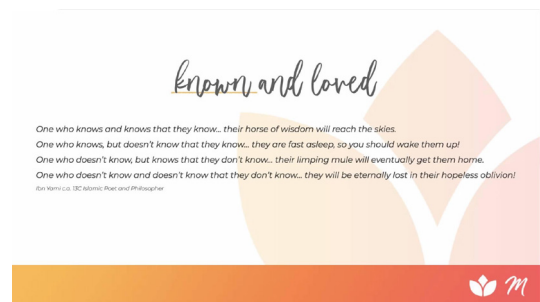 known and loved
One who knows and knows that they know... their horse of wisdom will reach the skies.
One who knows, but doesn't know that they know... they are fast asleep, so you should wake them up!
One who doesn't know, but knows that they don't know... their limping mule will eventually get them home.
One who doesn't know and doesn't know that they don't know... they will be eternally lost in their hopeless oblivion!
Ibn Yami c.a. 13C Islamic Poet and Philosopher
M